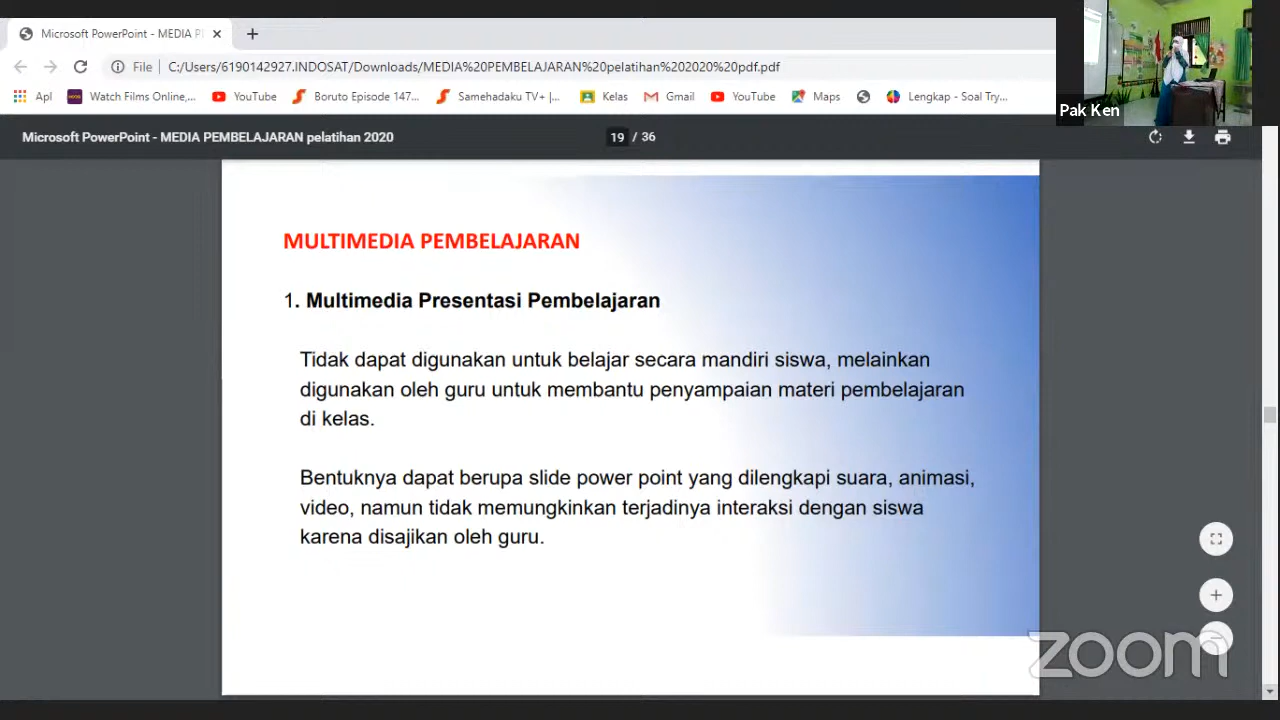 Microsoft PowerPoint - MEDIA P
File
C:/Users/6190142927.INDOSAT/Downloads/MEDIA%20PEMBELAJARAN%20pelatihan%202020%20pdf.pdf
Apl
Watch Films Online,...
YouTube
Boruto Episode 147...
Samehadaku TV+ |...
Kelas
Gmail
YouTube
Maps
Lengkap - Soal Try...
Pak Ken
Microsoft PowerPoint - MEDIA PEMBELAJARAN pelatihan 2020
19 / 36
MULTIMEDIA PEMBELAJARAN
1. Multimedia Presentasi Pembelajaran
Tidak dapat digunakan untuk belajar secara mandiri siswa, melainkan
digunakan oleh guru untuk membantu penyampaian materi pembelajaran
di kelas.
Bentuknya dapat berupa slide power point yang dilengkapi suara, animasi,
video, namun tidak memungkinkan terjadinya interaksi dengan siswa
karena disajikan oleh guru.
zoom